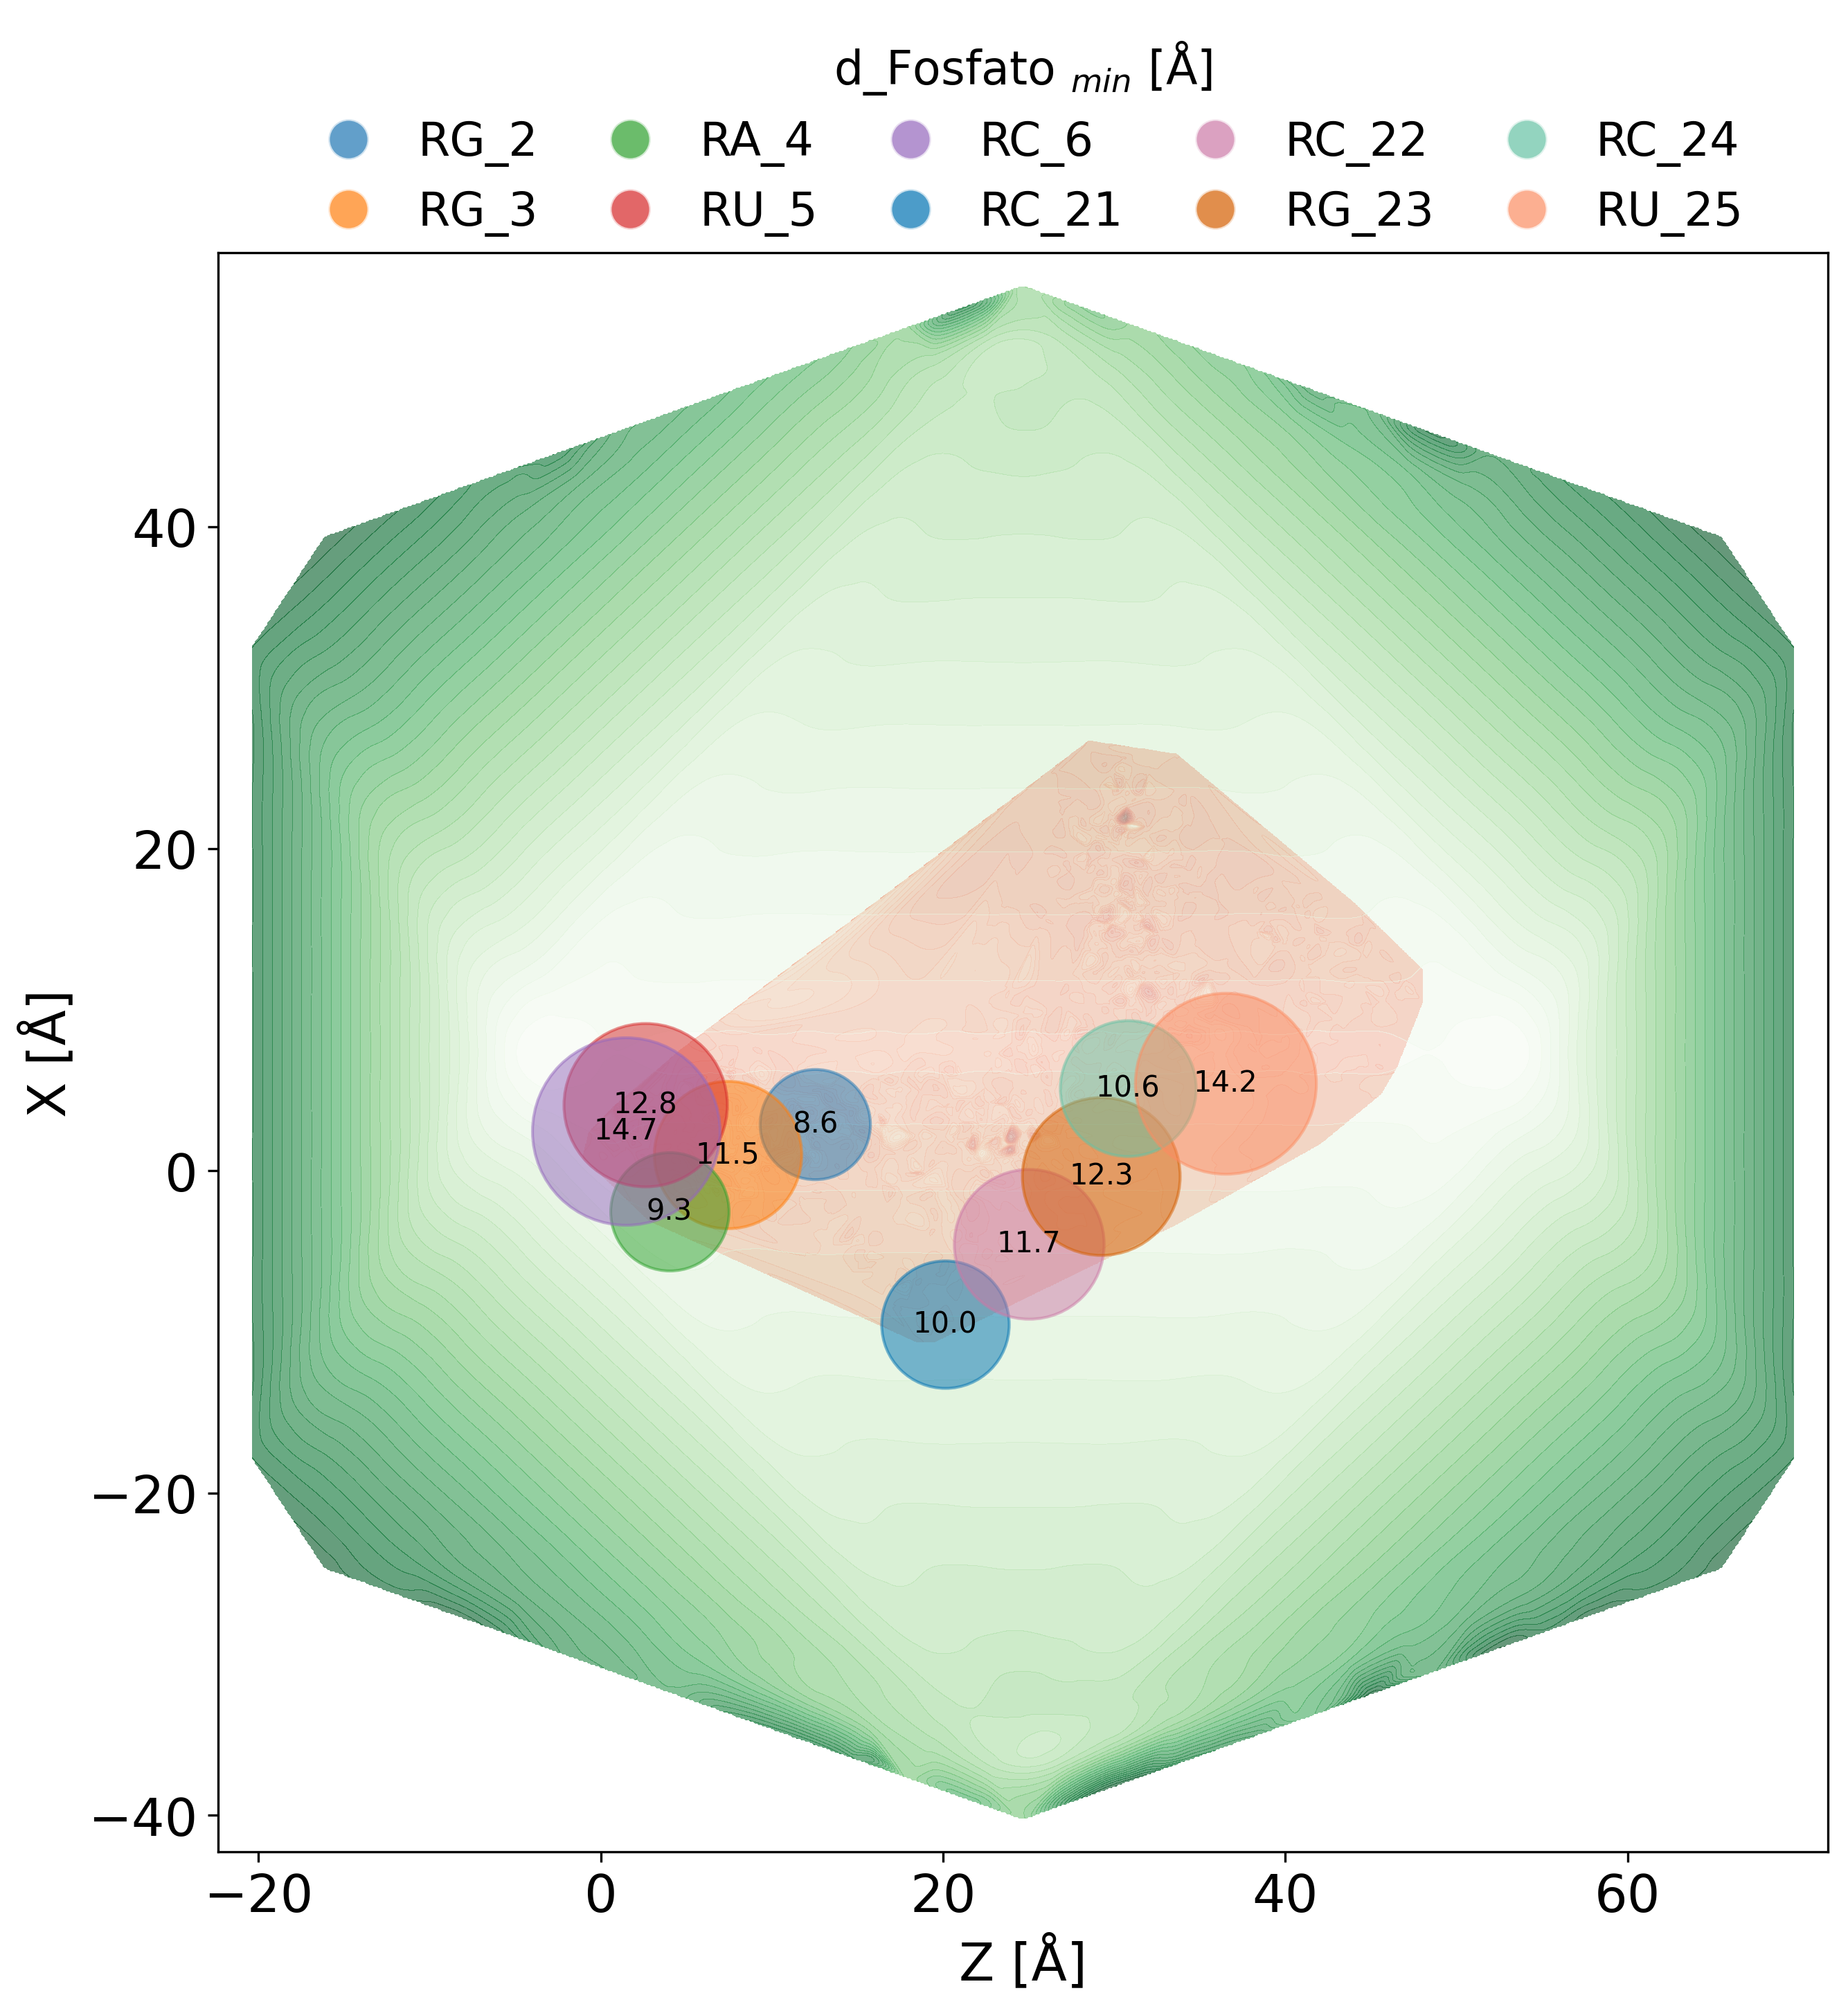 d_Fosfato min [Å]
RG_2 RA_4 RC_6 RC_22 RC_24
RG_3 RU_5 RC_21 RG_23 RU_25
40
20
0
−20
−40
X [Å]
12.8
14.7
11.5
8.6
9.3
10.6
14.2
12.3
11.7
10.0
−20 0 20 40 60
Z [Å]